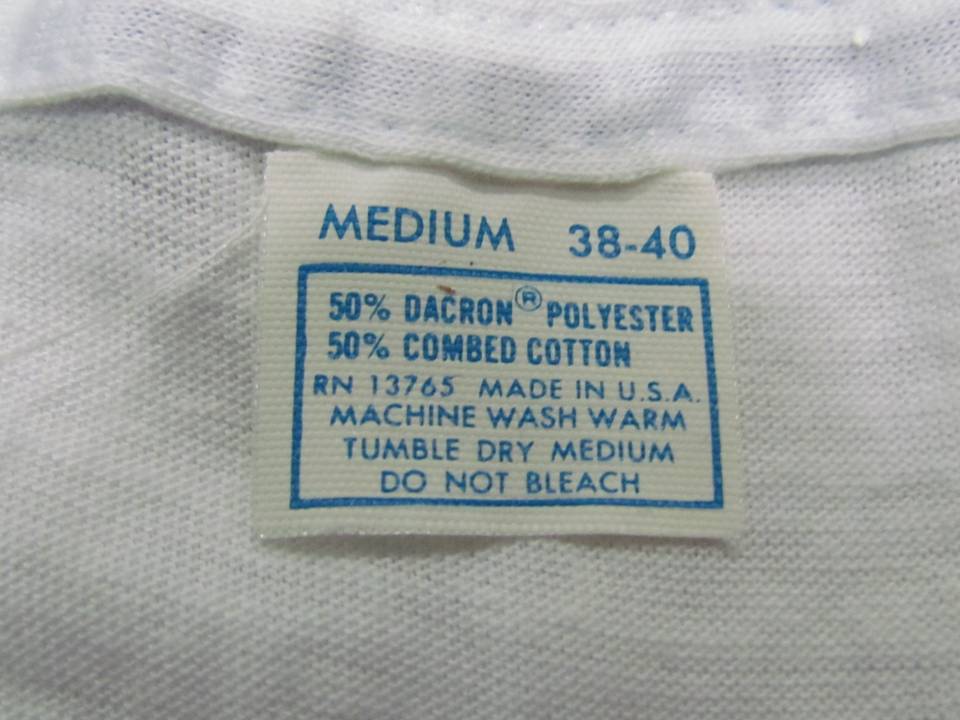 MEDIUM 38-40
50% DACRON® POLYESTER
50% COMBED COTTON
RN 13765 MADE IN U.S.A.
MACHINE WASH WARM
TUMBLE DRY MEDIUM
DO NOT BLEACH